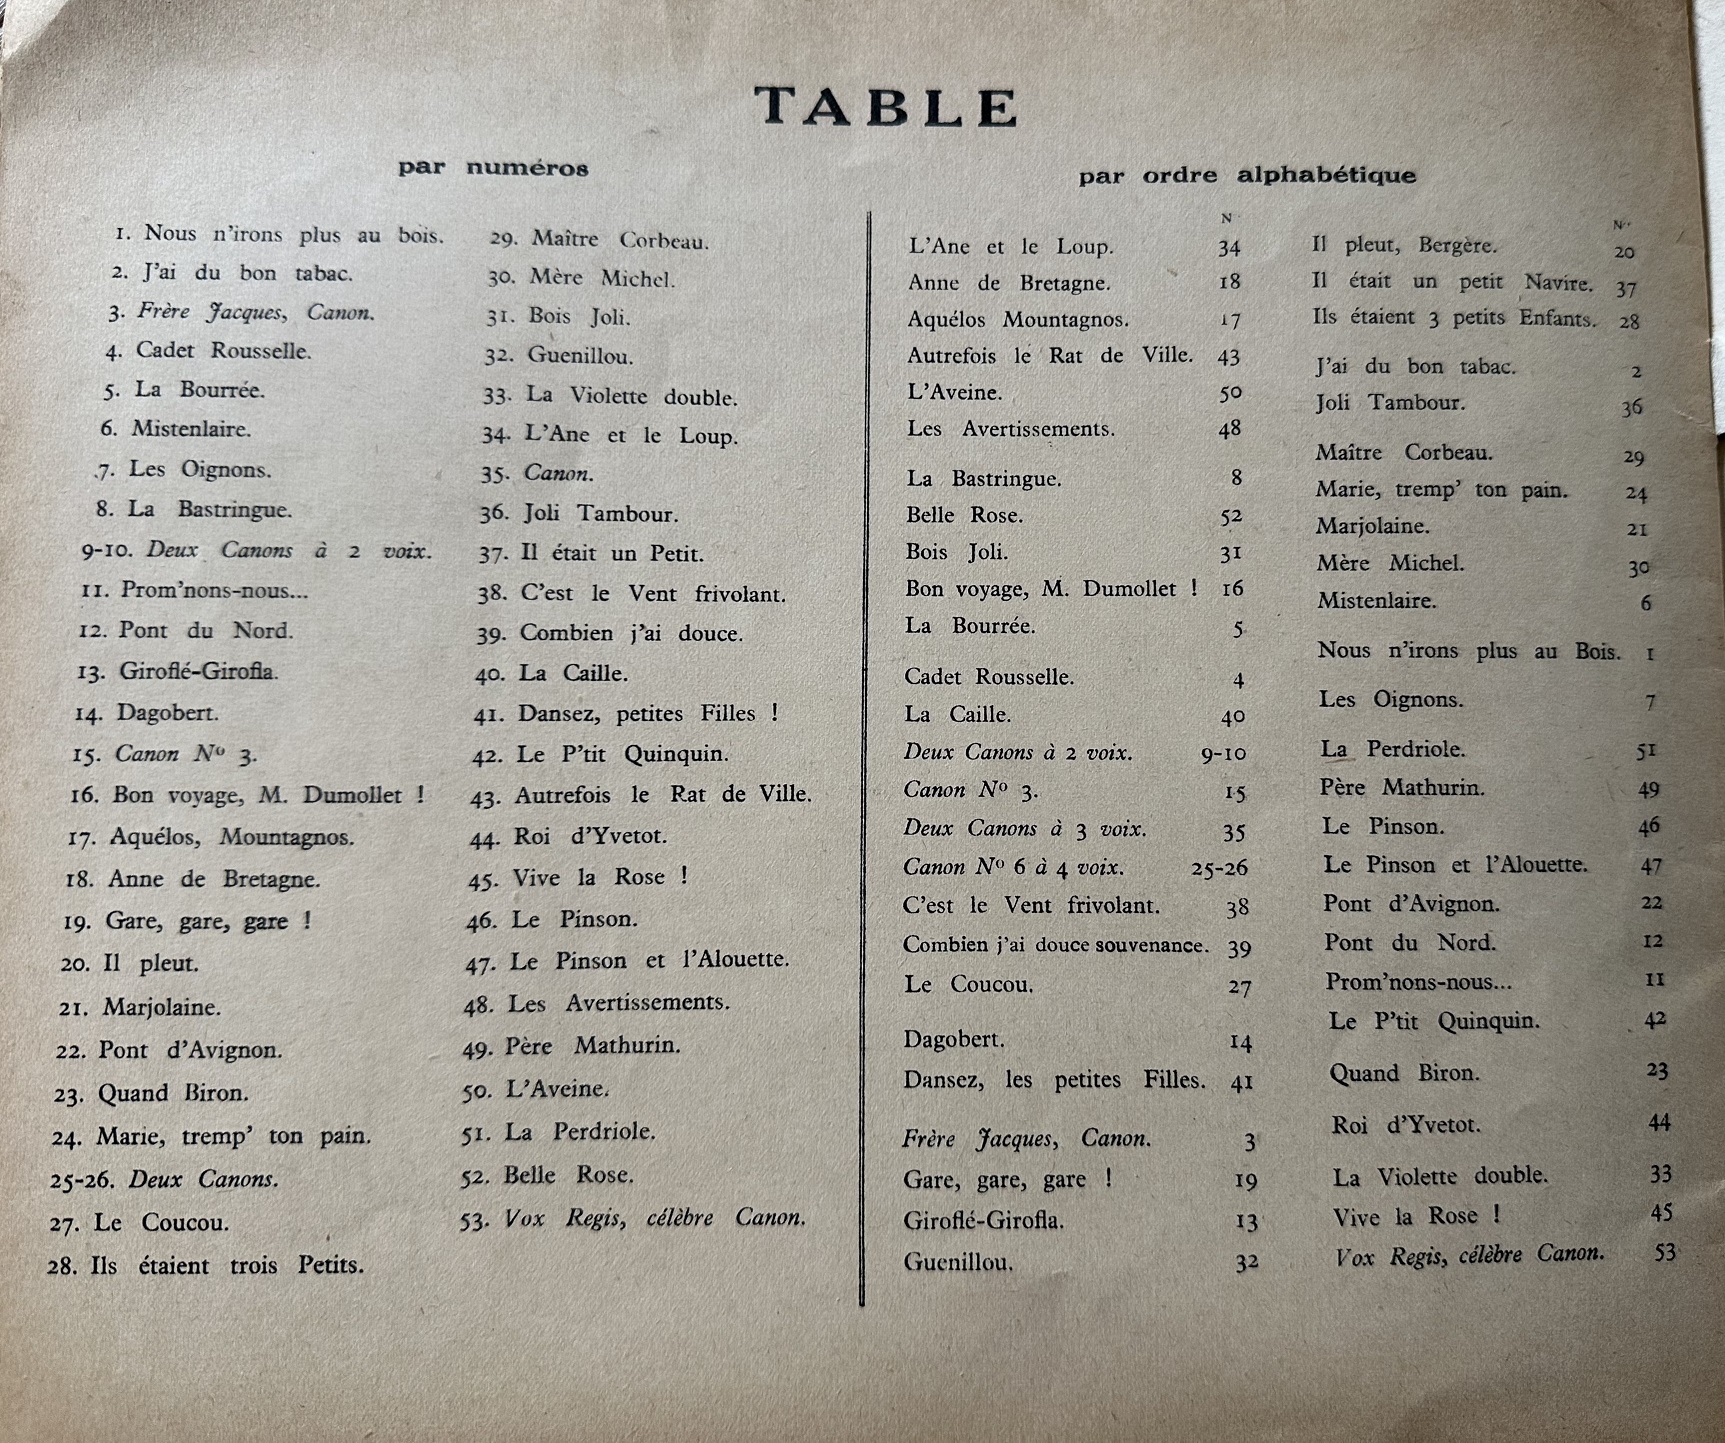 TABLE
par numéros
1. Nous n'irons plus au bois.
2. J'ai du bon tabac.
3. Frère Jacques, Canon.
4. Cadet Rousselle.
5. La Bourrée.
6. Mistenlaire.
7. Les Oignons.
8. La Bastringue.
9-10. Deux Canons à 2 voix.
11. Prom'nons-nous...
12. Pont du Nord.
13. Giroflé-Girofla.
14. Dagobert.
15. Canon Nº 3.
16. Bon voyage, M. Dumollet !
17. Aquélos, Mountagnos.
18. Anne de Bretagne.
19. Gare, gare, gare !
20. Il pleut.
21. Marjolaine.
22. Pont d'Avignon.
23. Quand Biron.
24. Marie, tremp' ton pain.
25-26. Deux Canons.
27. Le Coucou.
28. Ils étaient trois Petits.
29. Maître Corbeau.
30. Mère Michel.
31. Bois Joli.
32. Guenillou.
33. La Violette double.
34. L'Ane et le Loup.
35. Canon.
36. Joli Tambour.
37. Il était un Petit.
38. C'est le Vent frivolant.
39. Combien j'ai douce.
40. La Caille.
41. Dansez, petites Filles !
42. Le P'tit Quinquin.
43. Autrefois le Rat de Ville.
44. Roi d'Yvetot.
45. Vive la Rose !
46. Le Pinson.
47. Le Pinson et l'Alouette.
48. Les Avertissements.
49. Père Mathurin.
50. L'Aveine.
51. La Perdriole.
52. Belle Rose.
53. Vox Regis, célèbre Canon.
par ordre alphabétique
N
L'Ane et le Loup. 34
Anne de Bretagne. 18
Aquélos Mountagnos. 17
Autrefois le Rat de Ville. 43
L'Aveine. 50
Les Avertissements. 48
La Bastringue. 8
Belle Rose. 52
Bois Joli. 31
Bon voyage, M. Dumollet ! 16
La Bourrée. 5
Cadet Rousselle. 4
La Caille. 40
Deux Canons à 2 voix. 9-10
Canon Nº 3. 15
Deux Canons à 3 voix. 35
Canon Nº 6 à 4 voix. 25-26
C'est le Vent frivolant. 38
Combien j'ai douce souvenance. 39
Le Coucou. 27
Dagobert. 14
Dansez, les petites Filles. 41
Frère Jacques, Canon. 3
Gare, gare, gare ! 19
Giroflé-Girofla. 13
Guenillou. 32
Nos
Il pleut, Bergère. 20
Il était un petit Navire. 37
Ils étaient 3 petits Enfants. 28
J'ai du bon tabac. 2
Joli Tambour. 36
Maître Corbeau. 29
Marie, tremp' ton pain. 24
Marjolaine. 21
Mère Michel. 30
Mistenlaire. 6
Nous n'irons plus au Bois. 1
Les Oignons. 7
La Perdriole. 51
Père Mathurin. 49
Le Pinson. 46
Le Pinson et l'Alouette. 47
Pont d'Avignon. 22
Pont du Nord. 12
Prom'nons-nous... 11
Le P'tit Quinquin. 42
Quand Biron. 23
Roi d'Yvetot. 44
La Violette double. 33
Vive la Rose ! 45
Vox Regis, célèbre Canon. 53